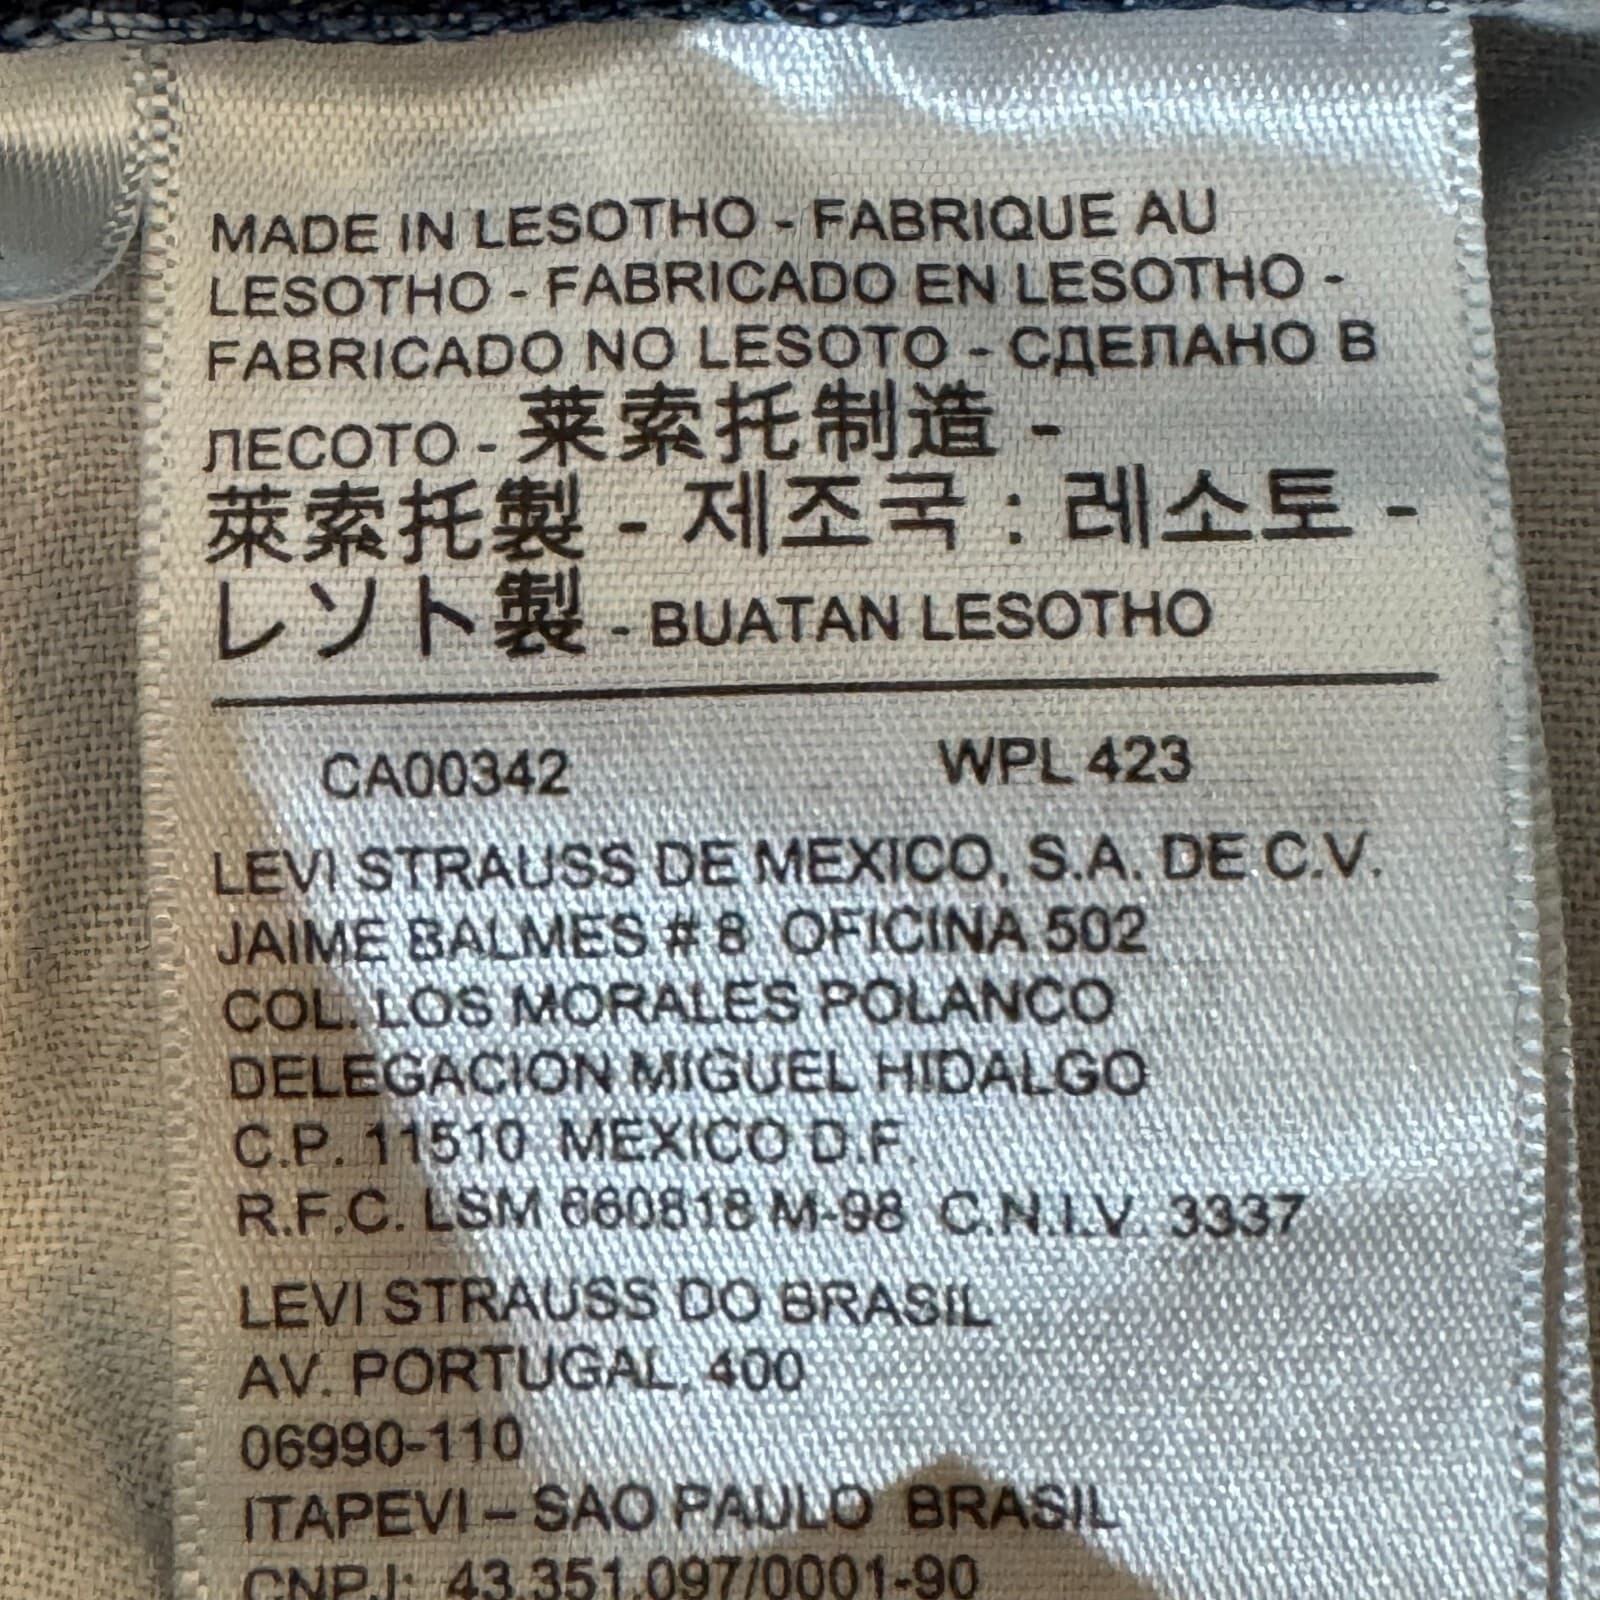 MADE IN LESOTHO - FABRIQUE AU
LESOTHO - FABRICADO EN LESOTHO -
FABRICADO NO LESOTO - СДЕЛАНО В
ЛЕСОТО - 莱索托制造 -
萊索托製 - 제조국 : 레소토 -
レソト製 - BUATAN LESOTHO
CA00342 WPL 423
LEVI STRAUSS DE MEXICO, S.A. DE C.V.
JAIME BALMES # 8 OFICINA 502
COL. LOS MORALES POLANCO
DELEGACION MIGUEL HIDALGO
C.P. 11510 MEXICO D.F.
R.F.C. LSM 660818 M-98 C.N.I.V. 3337
LEVI STRAUSS DO BRASIL
AV. PORTUGAL, 400
06990-110
ITAPEVI – SAO PAULO BRASIL
CNPJ: 43.351.097/0001-90